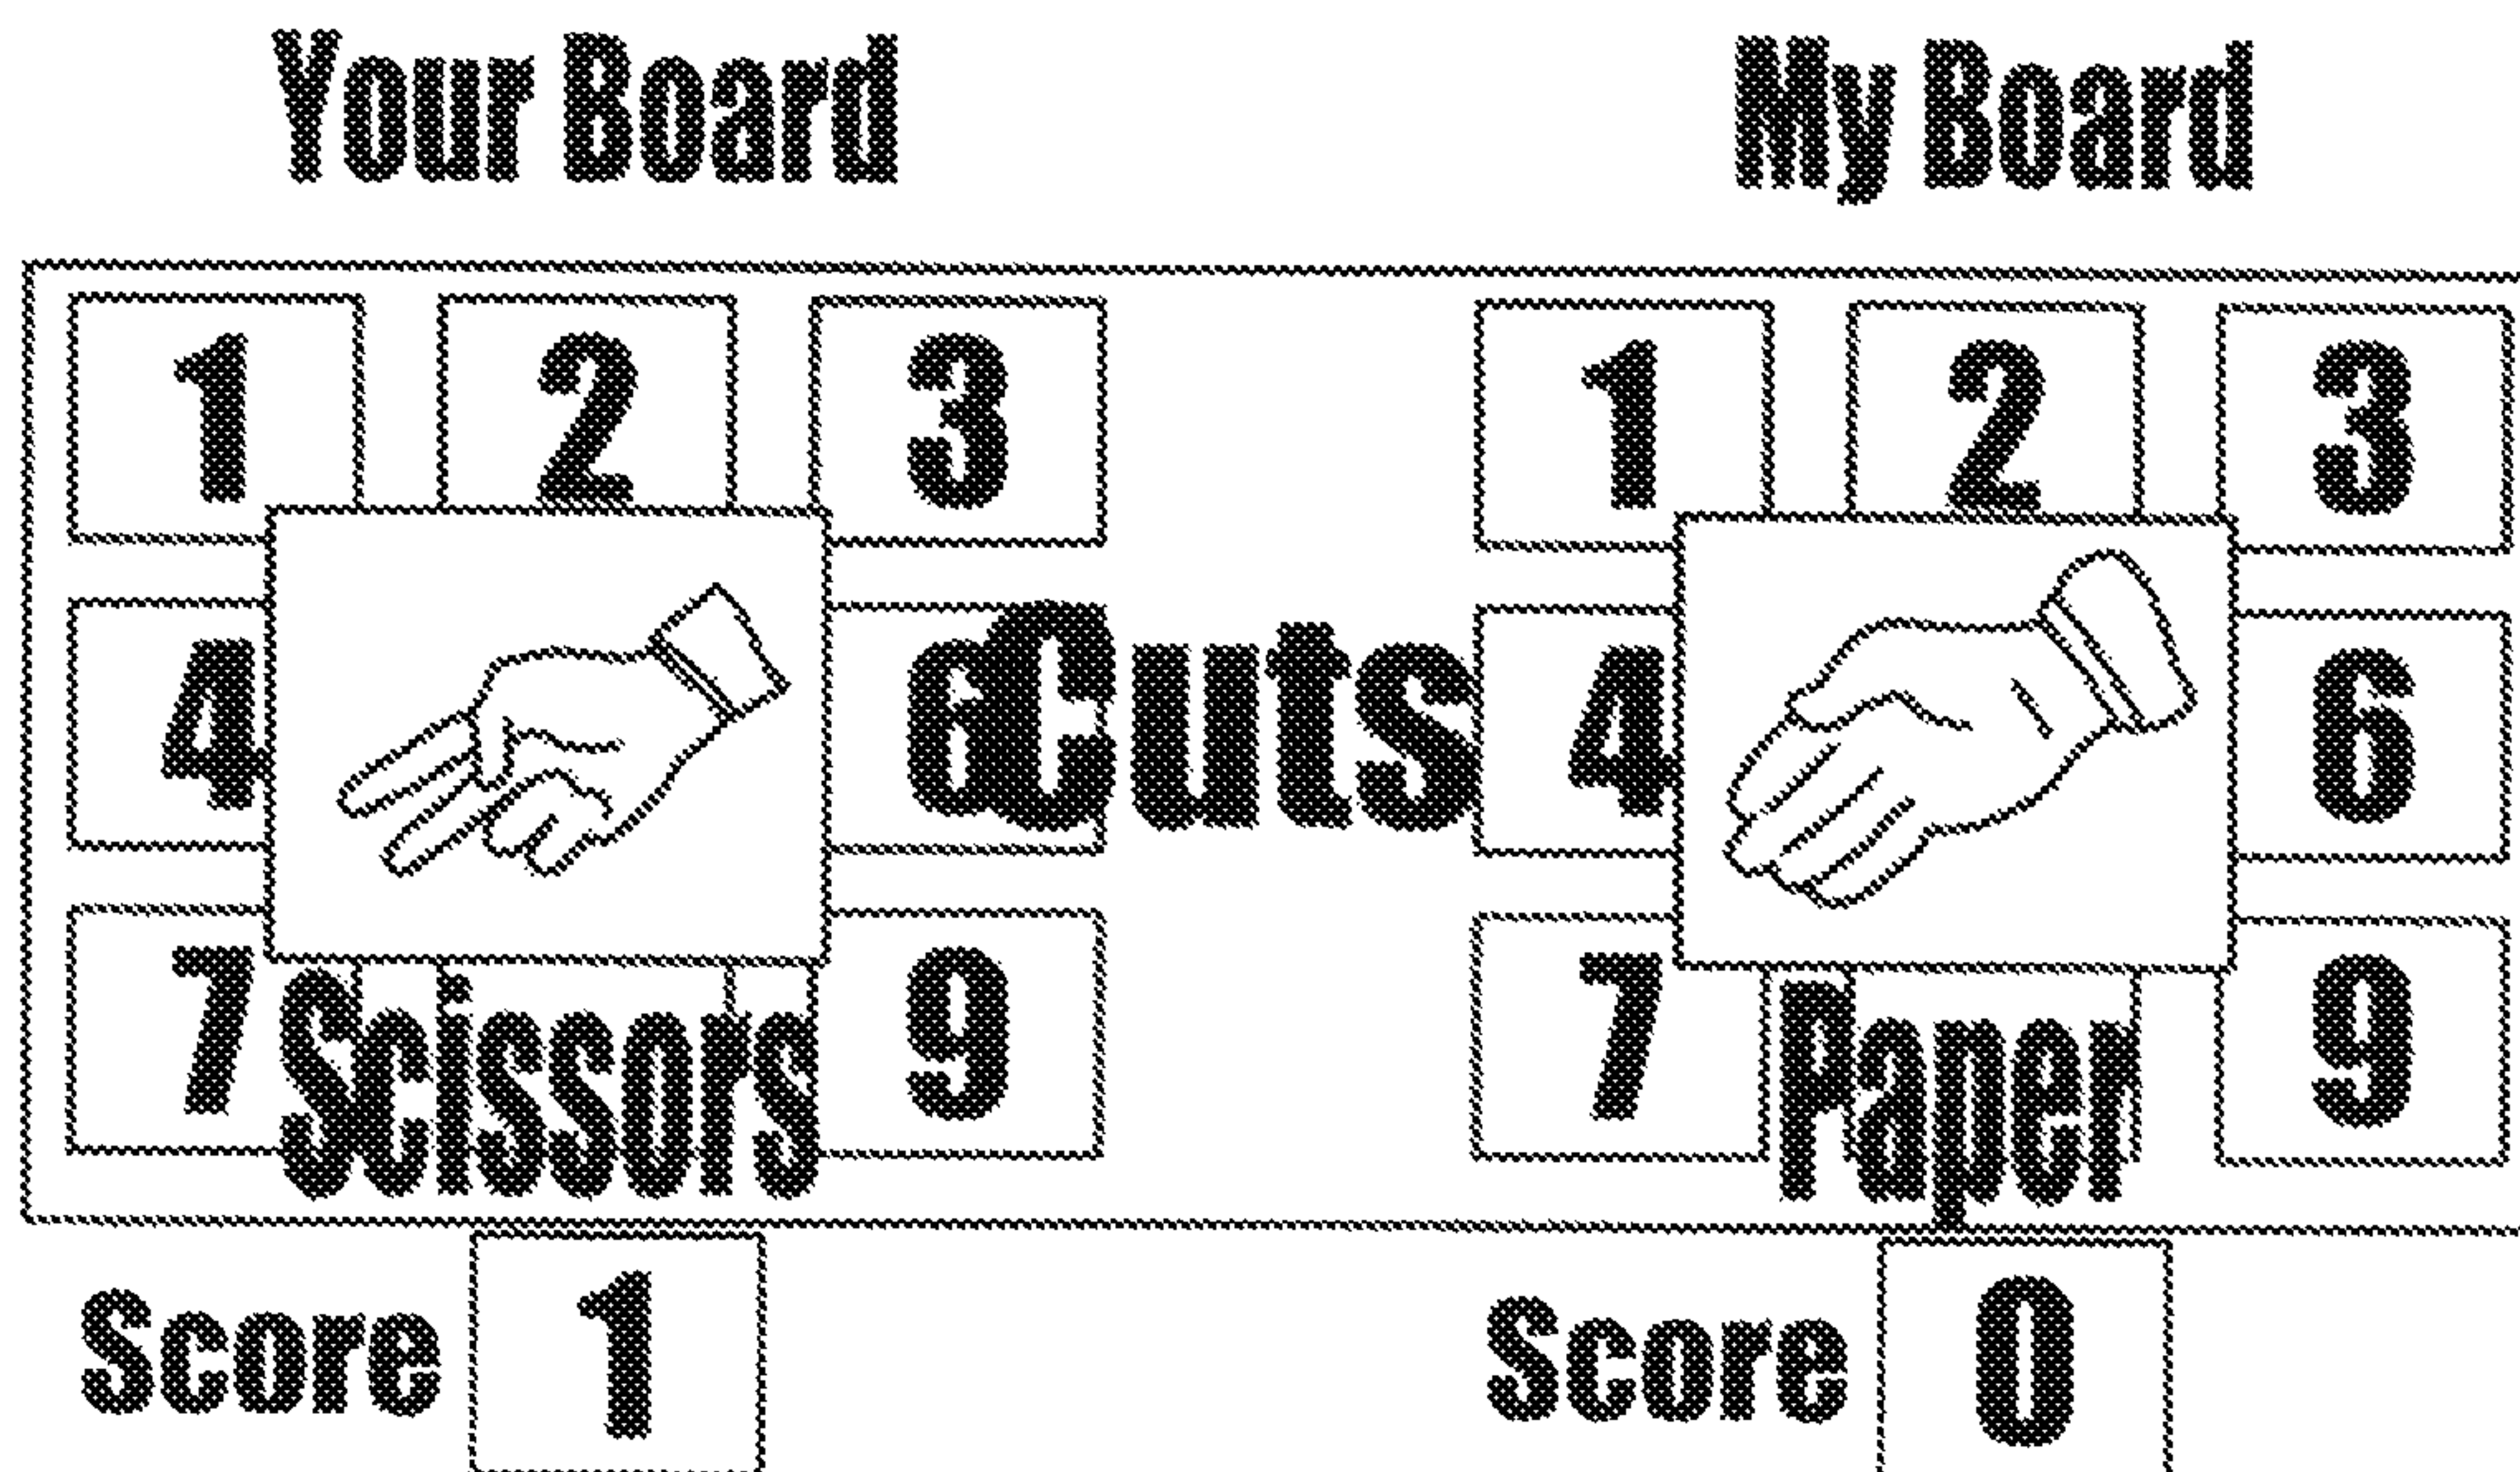 Your Board My Board
1 2 3 1 2 3
4 6 Cuts 4 6
7 9 7 9
Scissors Paper
Score 1 Score 0